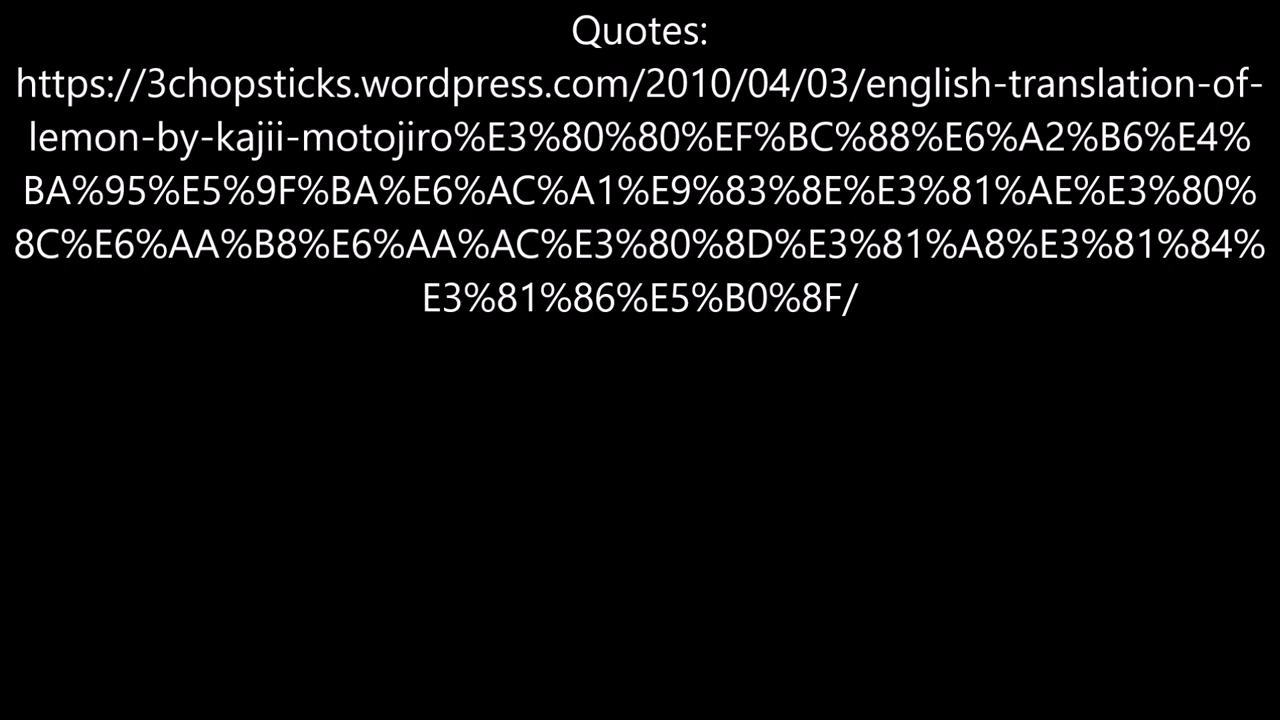 Quotes:
https://3chopsticks.wordpress.com/2010/04/03/english-translation-of-
lemon-by-kajii-motojiro%E3%80%80%EF%BC%88%E6%A2%B6%E4%
BA%95%E5%9F%BA%E6%AC%A1%E9%83%8E%E3%81%AE%E3%80%
8C%E6%AA%B8%E6%AA%AC%E3%80%8D%E3%81%A8%E3%81%84%
E3%81%86%E5%B0%8F/